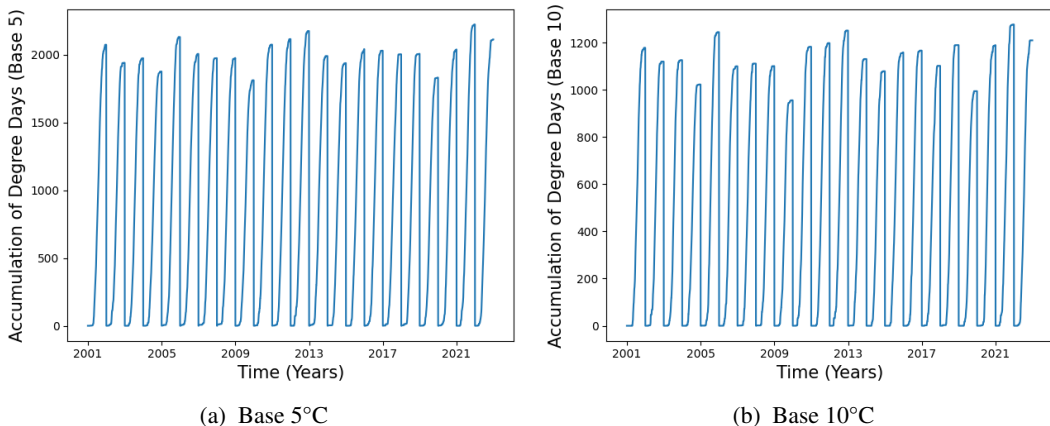 Accumulation of Degree Days (Base 5)
2000
1500
1000
500
0
2001 2005 2009 2013 2017 2021
Time (Years)
(a) Base 5°C
Accumulation of Degree Days (Base 10)
1200
1000
800
600
400
200
0
2001 2005 2009 2013 2017 2021
Time (Years)
(b) Base 10°C